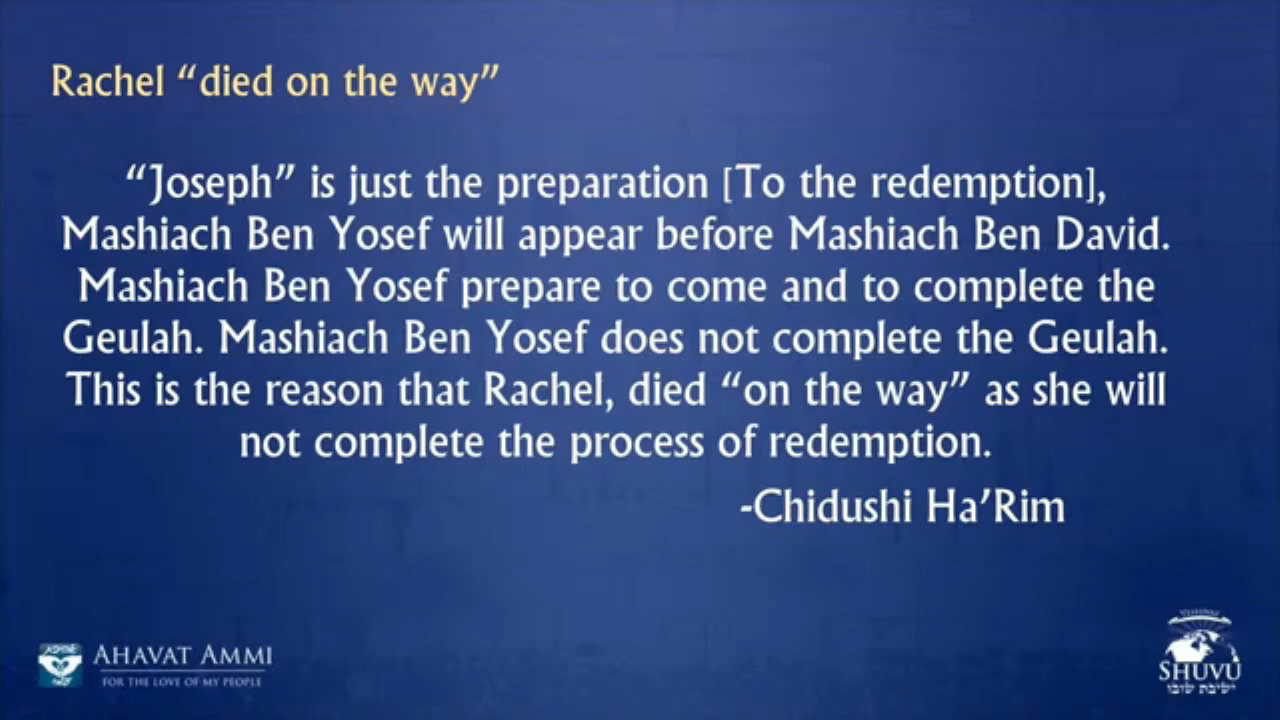 Rachel “died on the way”
“Joseph” is just the preparation [To the redemption],
Mashiach Ben Yosef will appear before Mashiach Ben David.
Mashiach Ben Yosef prepare to come and to complete the
Geulah. Mashiach Ben Yosef does not complete the Geulah.
This is the reason that Rachel, died “on the way” as she will
not complete the process of redemption.
-Chidushi Ha’Rim
AHAVAT AMMI
FOR THE LOVE OF MY PEOPLE
YESHIVAT
SHUVU
ישיבת שובו